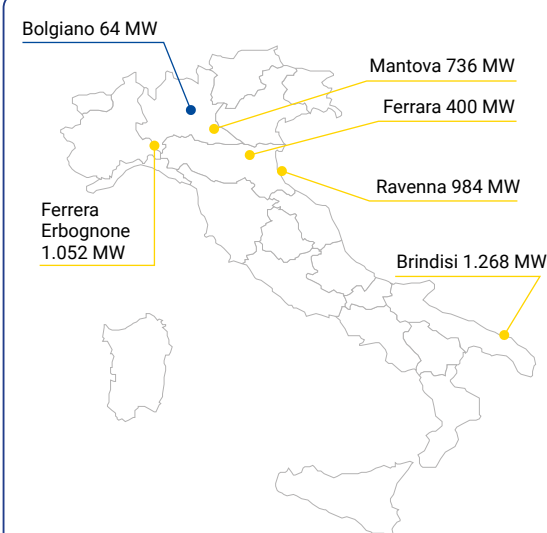 Bolgiano 64 MW
Mantova 736 MW
Ferrara 400 MW
Ravenna 984 MW
Ferrera
Erbognone
1.052 MW
Brindisi 1.268 MW